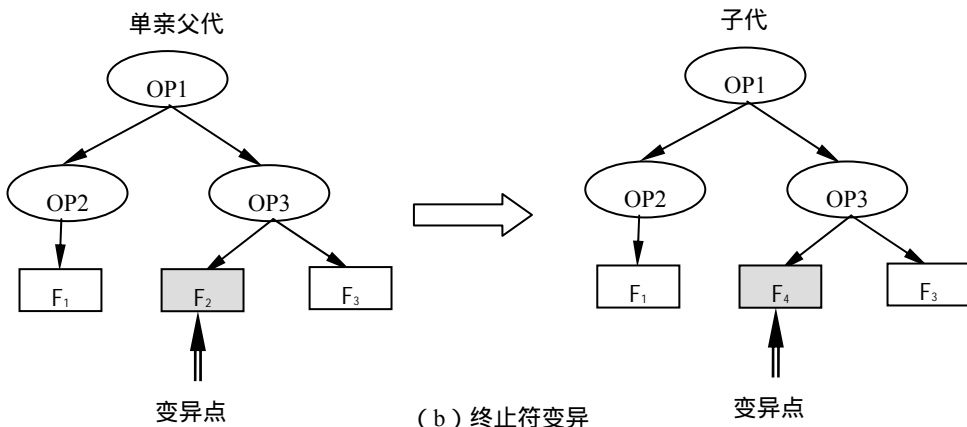 单亲父代 子代
OP1 OP1
OP2 OP3 OP2 OP3
F₁ F₂ F₃ F₁ F₄ F₃
变异点 (b)终止符变异 变异点